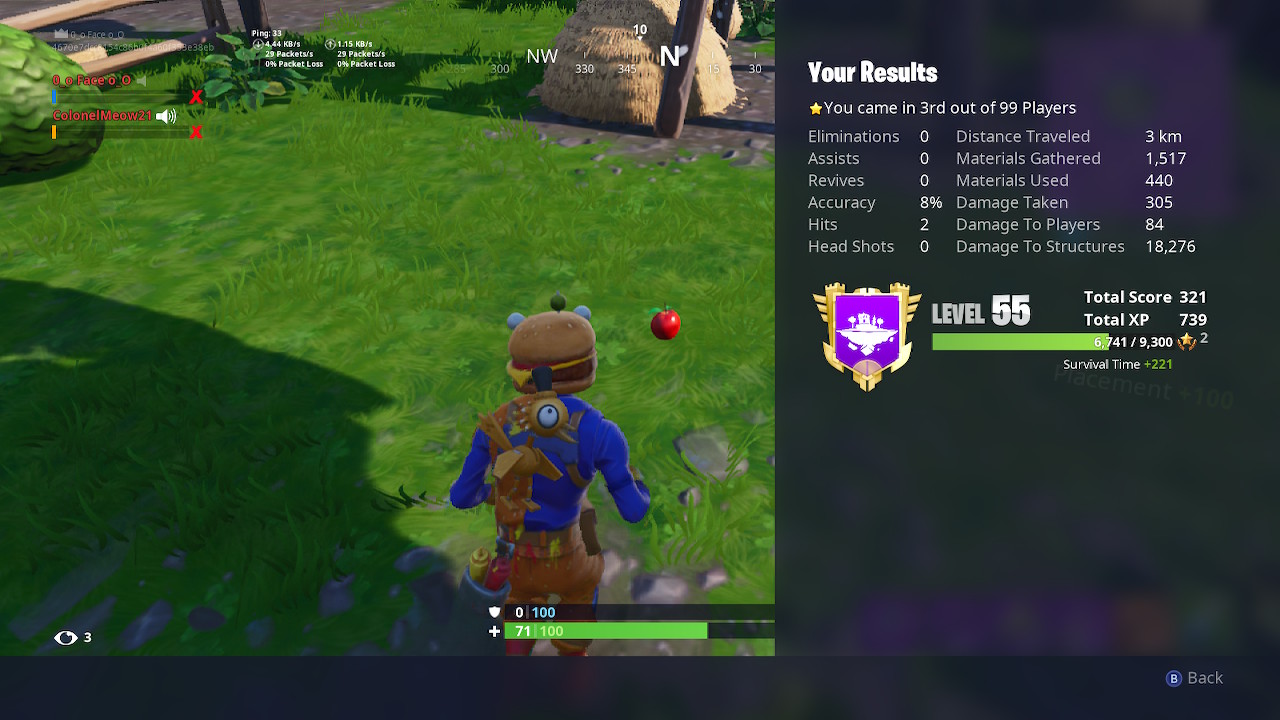 0_o Face o_O
Ping: 33
4.44 KB/s 1.15 KB/s
29 Packets/s 29 Packets/s
0% Packet Loss 0% Packet Loss
10
NW N
285 300 330 345 15 30
0_o Face o_O
X
ColonelMeow21
X
0 | 100
71 | 100
3
Your Results
You came in 3rd out of 99 Players
Eliminations 0 Distance Traveled 3 km
Assists 0 Materials Gathered 1,517
Revives 0 Materials Used 440
Accuracy 8% Damage Taken 305
Hits 2 Damage To Players 84
Head Shots 0 Damage To Structures 18,276
LEVEL 55
Total Score 321
Total XP 739
6,741 / 9,300 2
Survival Time +221
Placement +100
B Back